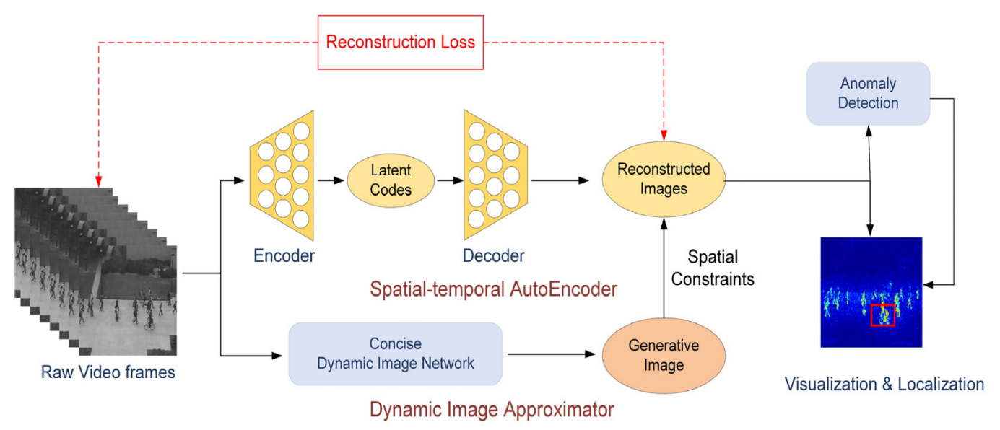 Reconstruction Loss
Anomaly
Detection
Latent
Codes
Reconstructed
Images
Encoder
Decoder
Spatial
Constraints
Spatial-temporal AutoEncoder
Concise
Dynamic Image Network
Generative
Image
Raw Video frames
Visualization & Localization
Dynamic Image Approximator